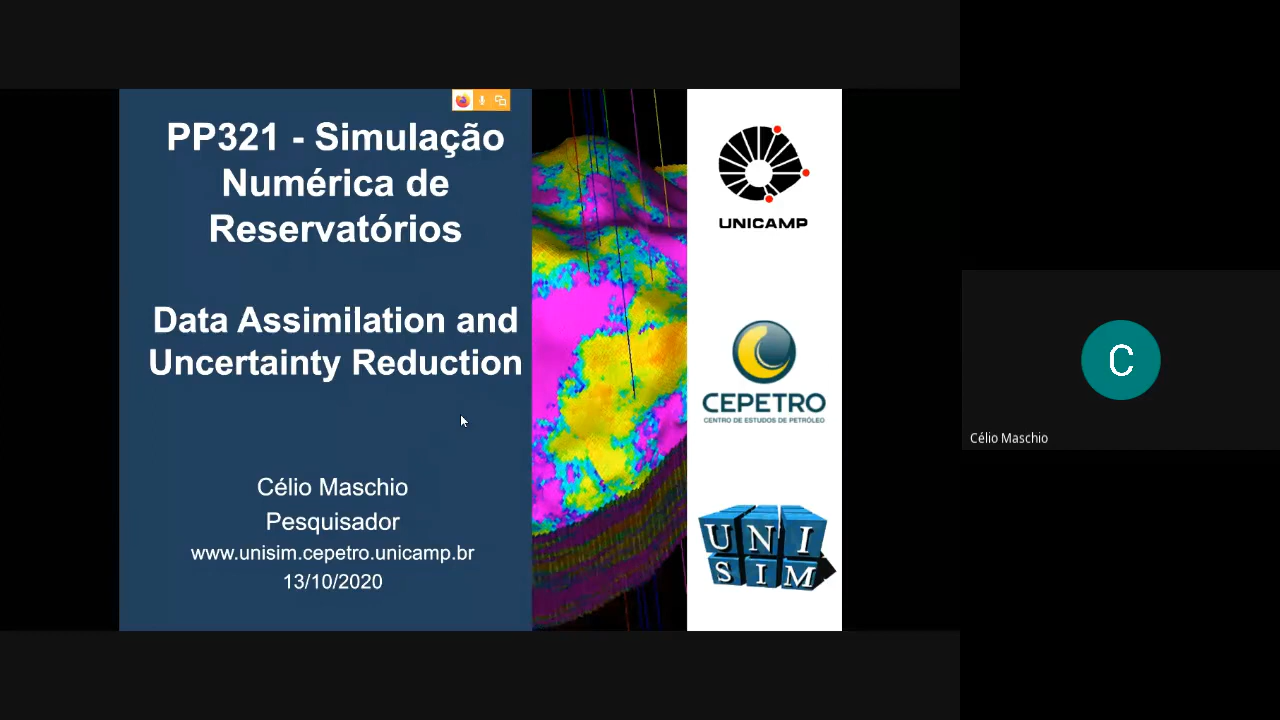 PP321 - Simulação
Numérica de
Reservatórios
Data Assimilation and
Uncertainty Reduction
Célio Maschio
Pesquisador
www.unisim.cepetro.unicamp.br
13/10/2020
UNICAMP
CEPETRO
CENTRO DE ESTUDOS DE PETRÓLEO
UNI
SIM
C
Célio Maschio